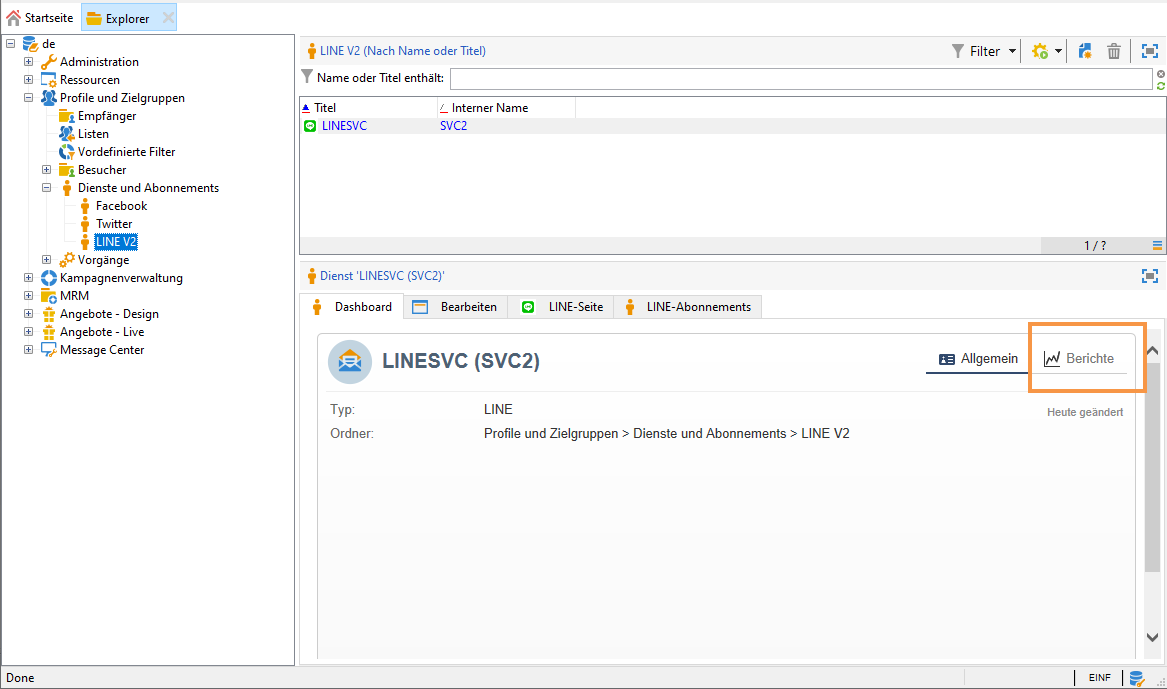 Startseite
Explorer
de
Administration
Ressourcen
Profile und Zielgruppen
Empfänger
Listen
Vordefinierte Filter
Besucher
Dienste und Abonnements
Facebook
Twitter
LINE V2
Vorgänge
Kampagnenverwaltung
MRM
Angebote - Design
Angebote - Live
Message Center
LINE V2 (Nach Name oder Titel)
Filter
Name oder Titel enthält:
Titel Interner Name
LINESVC SVC2
1 / ?
Dienst 'LINESVC (SVC2)'
Dashboard Bearbeiten LINE-Seite LINE-Abonnements
LINESVC (SVC2)
Allgemein Berichte
Typ: LINE
Heute geändert
Ordner: Profile und Zielgruppen > Dienste und Abonnements > LINE V2
Done
EINF